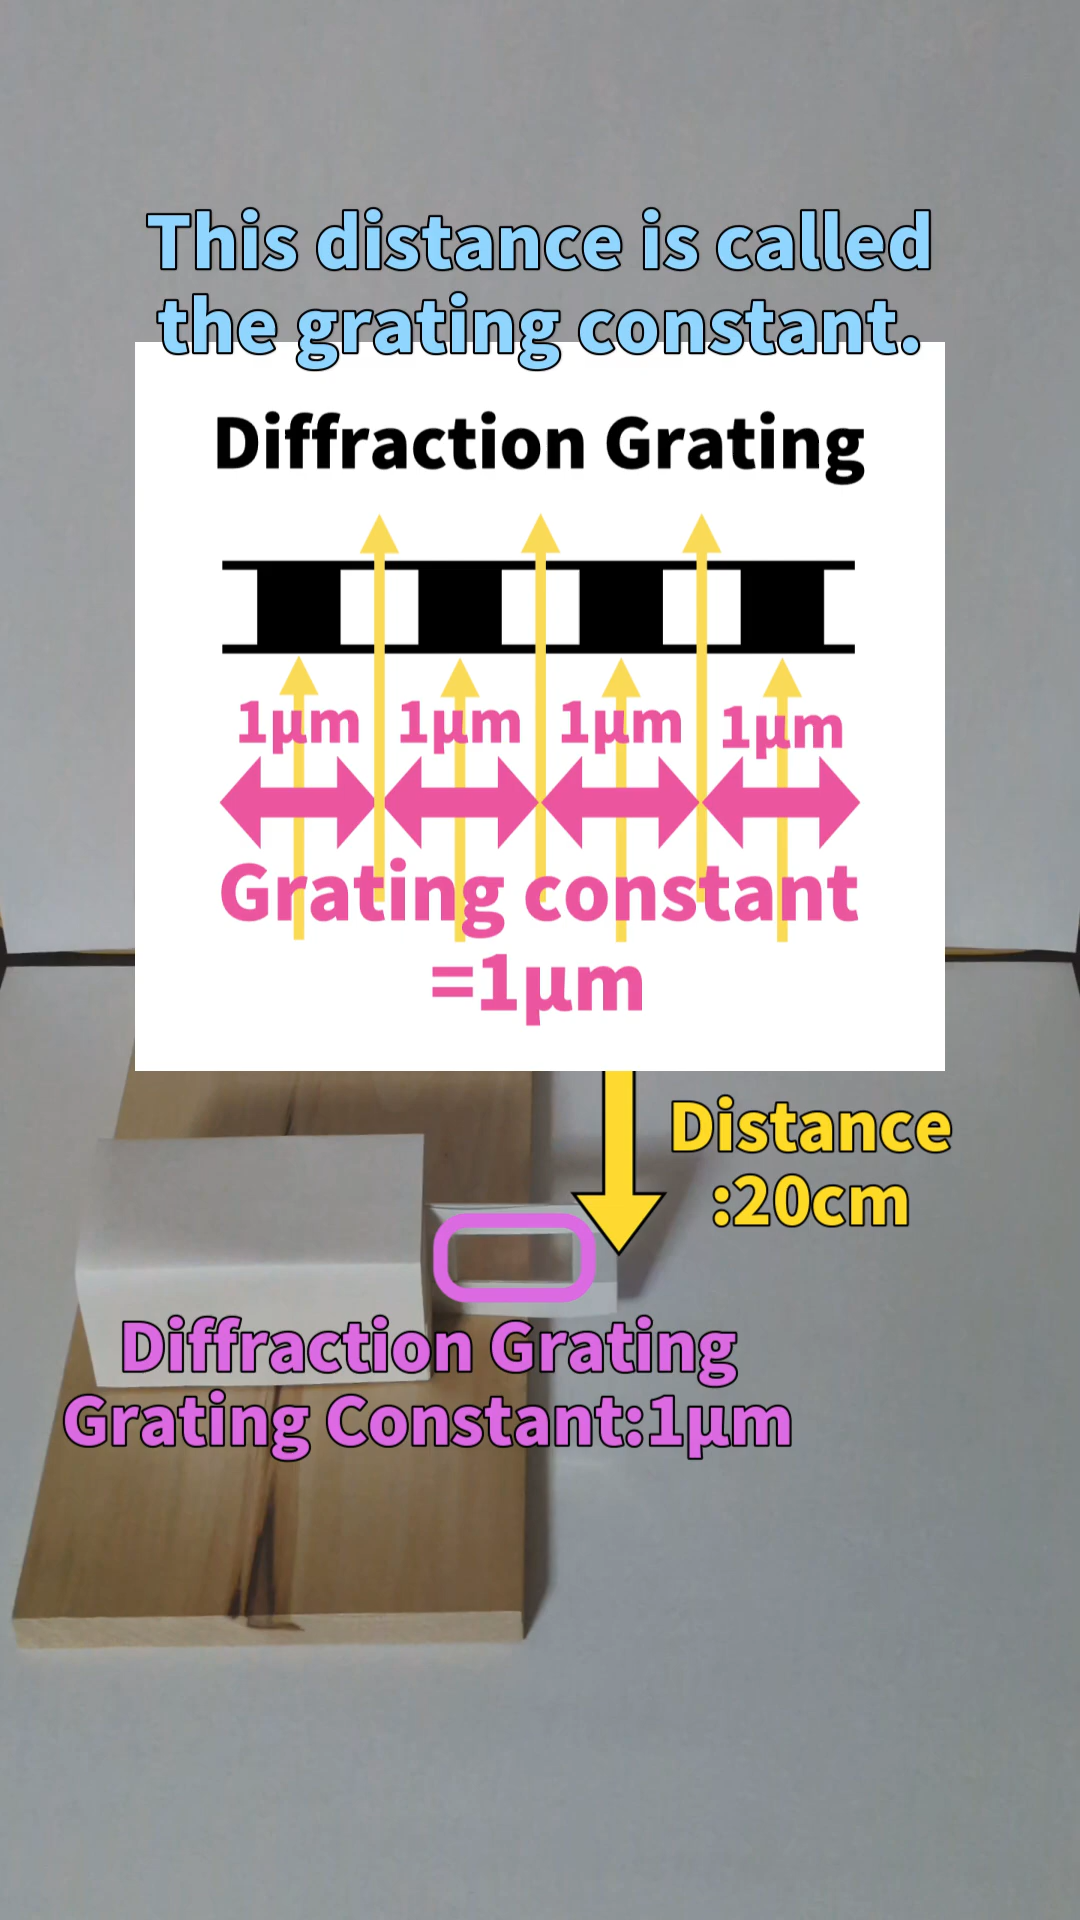 This distance is called
the grating constant.
Diffraction Grating
1μm 1μm 1μm 1μm
Grating constant
=1μm
Distance
:20cm
Diffraction Grating
Grating Constant:1μm